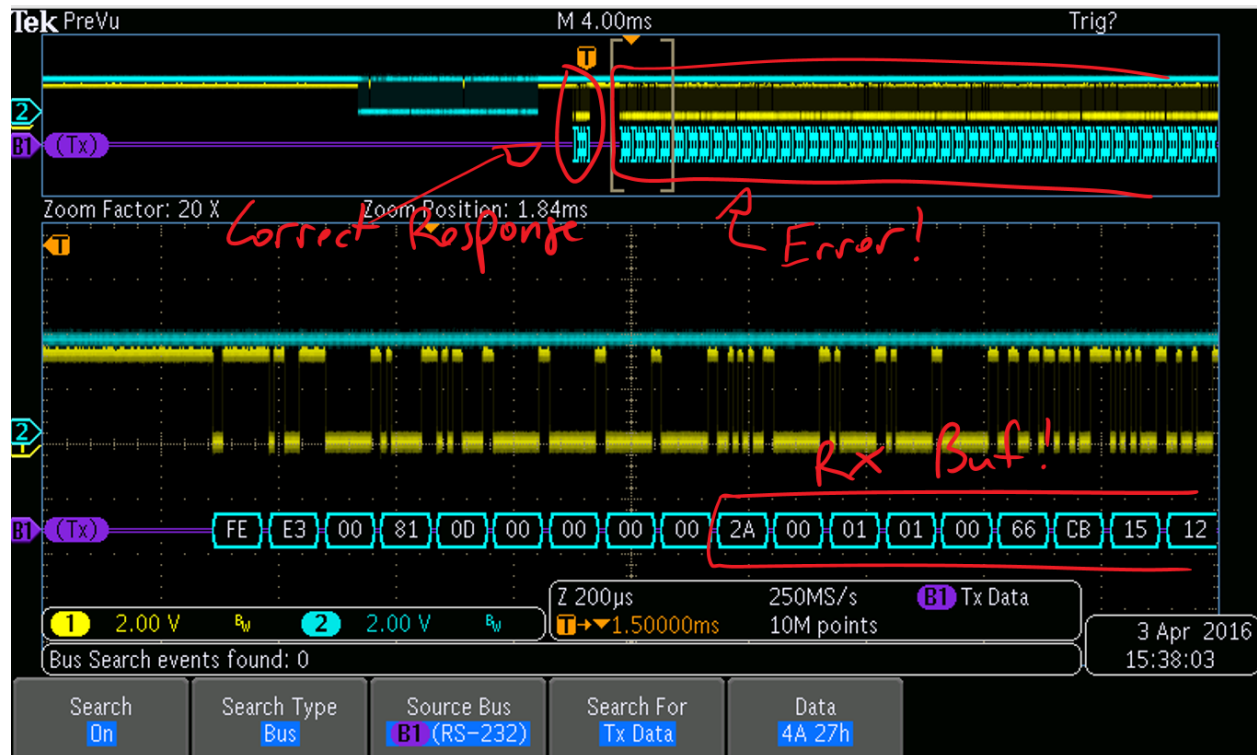 Tek PreVu M 4.00ms Trig?
T
2
B1 (Tx)
Zoom Factor: 20 X Zoom Position: 1.84ms
Correct Response
Error!
T
2
RX Buf!
B1 (Tx) FE E3 00 81 0D 00 00 00 00 2A 00 01 01 00 66 CB 15 12
1 2.00 V BW 2 2.00 V BW
Z 200µs 250MS/s B1 Tx Data
T→▼1.50000ms 10M points
3 Apr 2016
15:38:03
Bus Search events found: 0
Search
On
Search Type
Bus
Source Bus
B1 (RS-232)
Search For
Tx Data
Data
4A 27h